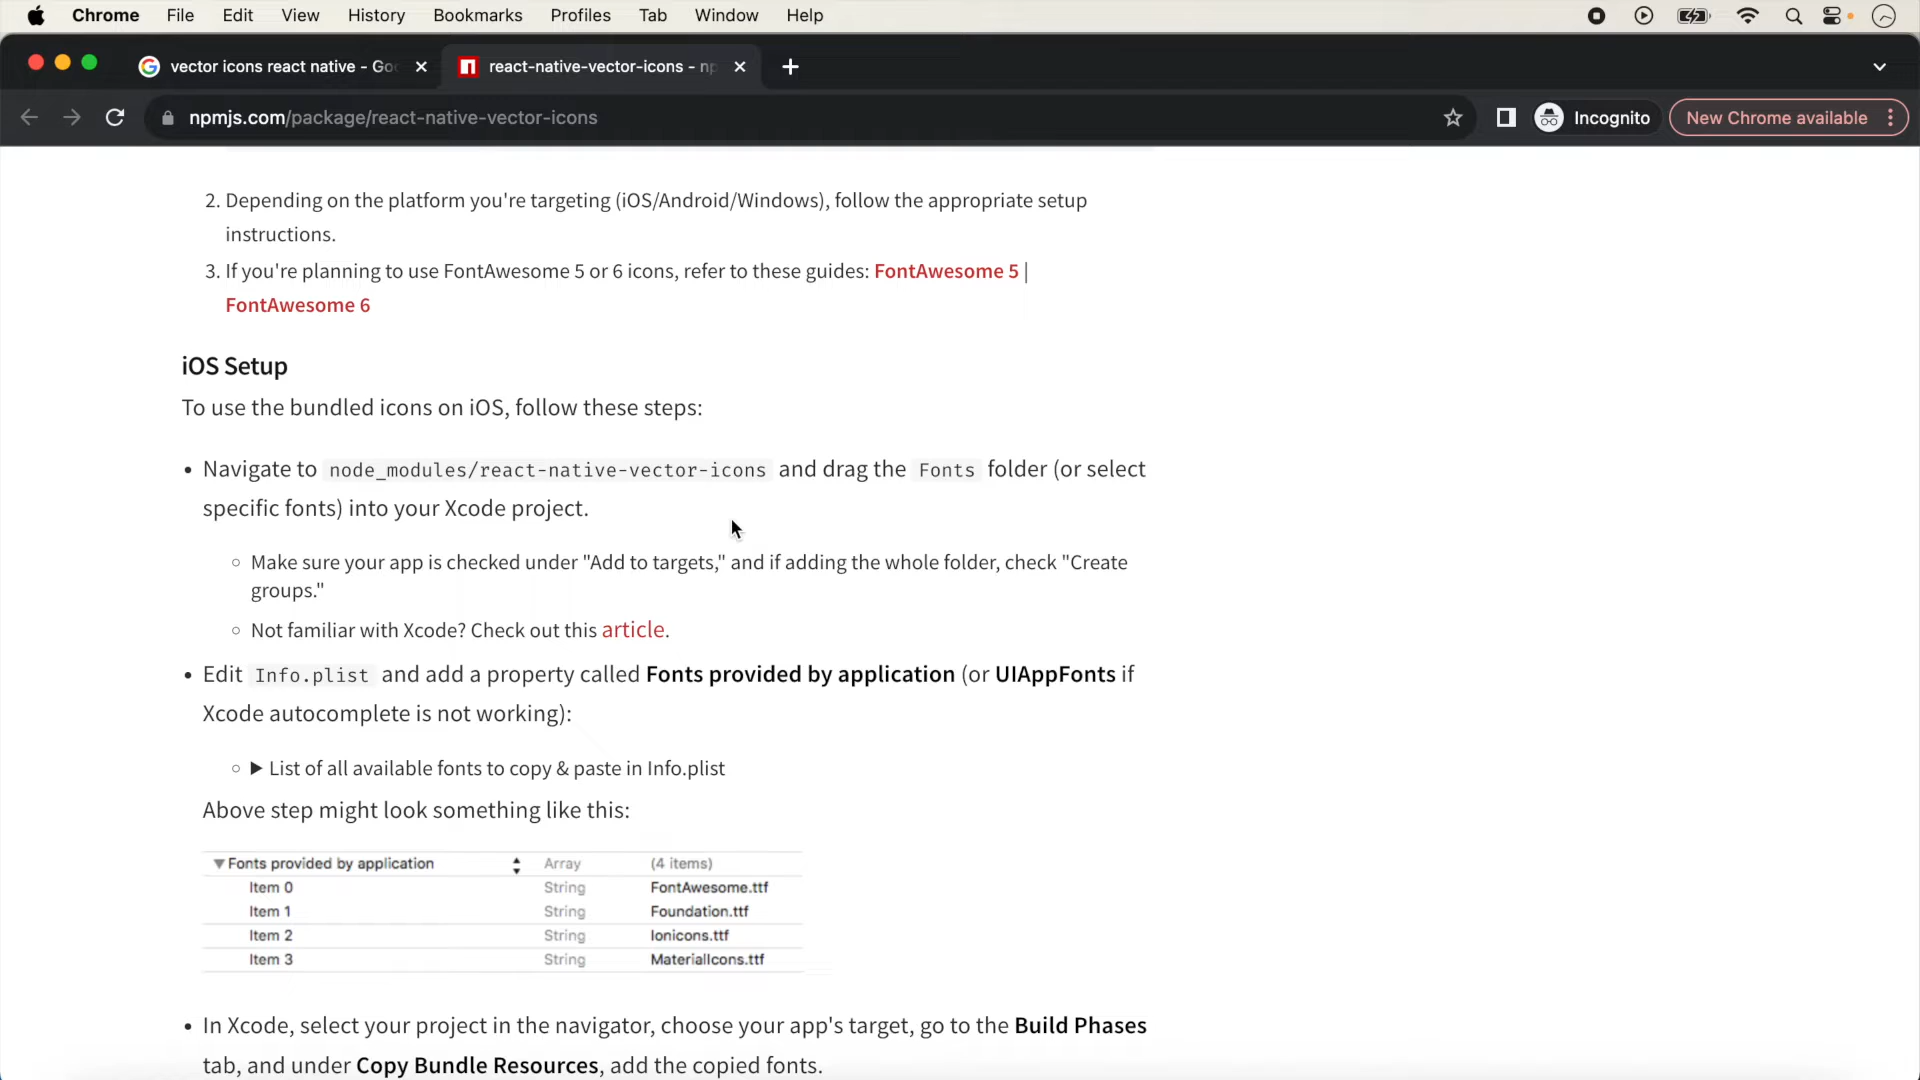 Chrome File Edit View History Bookmarks Profiles Tab Window Help
vector icons react native - Go
react-native-vector-icons - np
npmjs.com/package/react-native-vector-icons
Incognito
New Chrome available
2. Depending on the platform you're targeting (iOS/Android/Windows), follow the appropriate setup
instructions.
3. If you're planning to use FontAwesome 5 or 6 icons, refer to these guides: FontAwesome 5 |
FontAwesome 6
iOS Setup
To use the bundled icons on iOS, follow these steps:
• Navigate to node_modules/react-native-vector-icons and drag the Fonts folder (or select
specific fonts) into your Xcode project.
◦ Make sure your app is checked under "Add to targets," and if adding the whole folder, check "Create
groups."
◦ Not familiar with Xcode? Check out this article.
• Edit Info.plist and add a property called Fonts provided by application (or UIAppFonts if
Xcode autocomplete is not working):
◦ ▶ List of all available fonts to copy & paste in Info.plist
Above step might look something like this:
▼Fonts provided by application Array (4 items)
Item 0 String FontAwesome.ttf
Item 1 String Foundation.ttf
Item 2 String Ionicons.ttf
Item 3 String MaterialIcons.ttf
• In Xcode, select your project in the navigator, choose your app's target, go to the Build Phases
tab, and under Copy Bundle Resources, add the copied fonts.